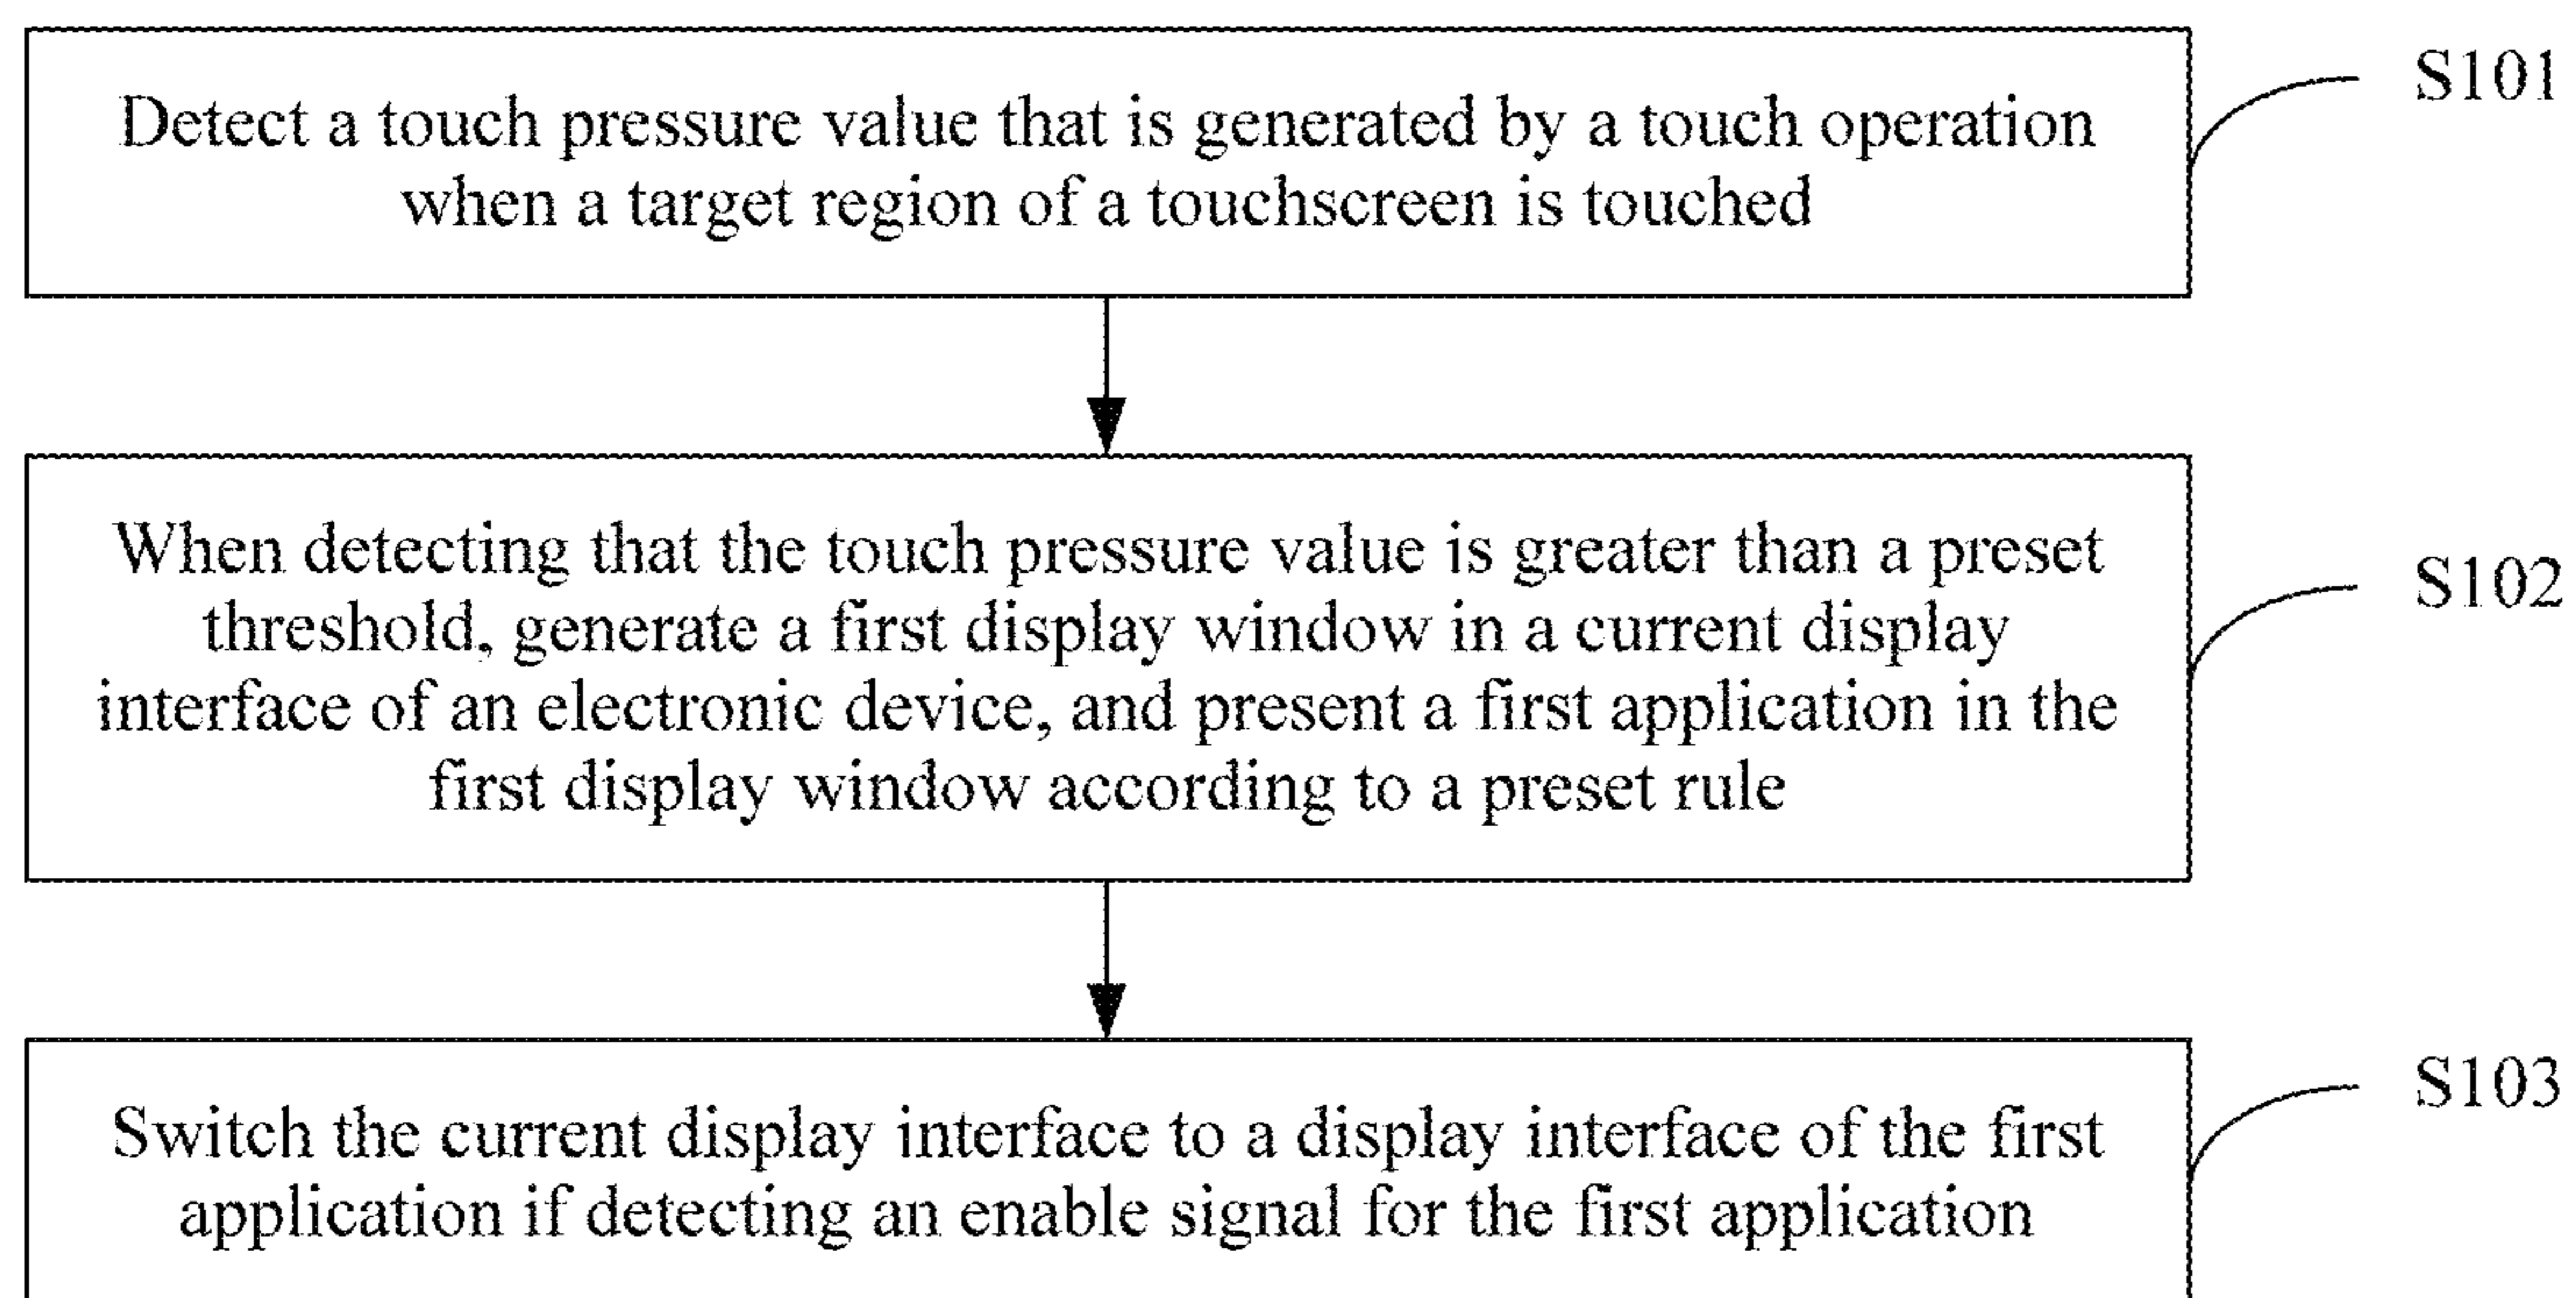 S101
Detect a touch pressure value that is generated by a touch operation
when a target region of a touchscreen is touched
When detecting that the touch pressure value is greater than a preset
S102
threshold, generate a first display window in a current display
interface of an electronic device, and present a first application in the
first display window according to a preset rule
S103
Switch the current display interface to a display interface of the first
application if detecting an enable signal for the first application